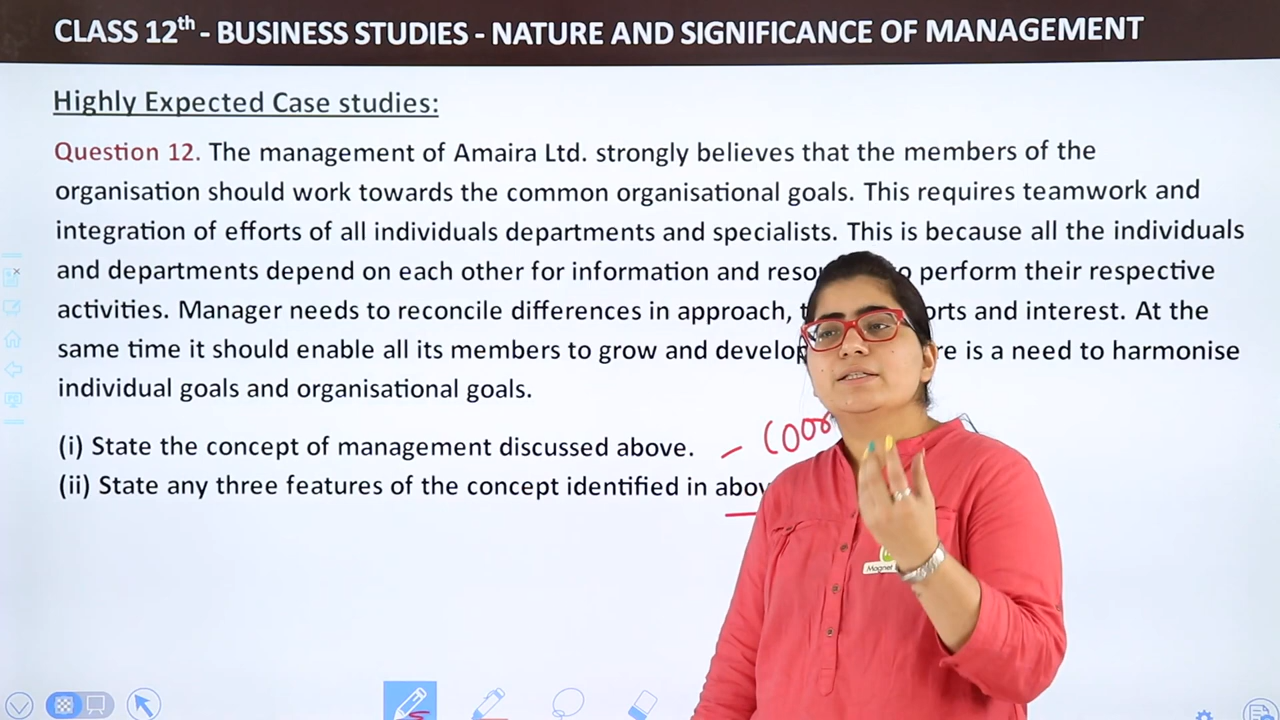 CLASS 12th - BUSINESS STUDIES - NATURE AND SIGNIFICANCE OF MANAGEMENT
Highly Expected Case studies:
Question 12. The management of Amaira Ltd. strongly believes that the members of the
organisation should work towards the common organisational goals. This requires teamwork and
integration of efforts of all individuals departments and specialists. This is because all the individuals
and departments depend on each other for information and perform their respective
activities. Manager needs to reconcile differences in approach, and interest. At the
same time it should enable all its members to grow and develop is a need to harmonise
individual goals and organisational goals.
(i) State the concept of management discussed above.
(ii) State any three features of the concept identified in
Magnet